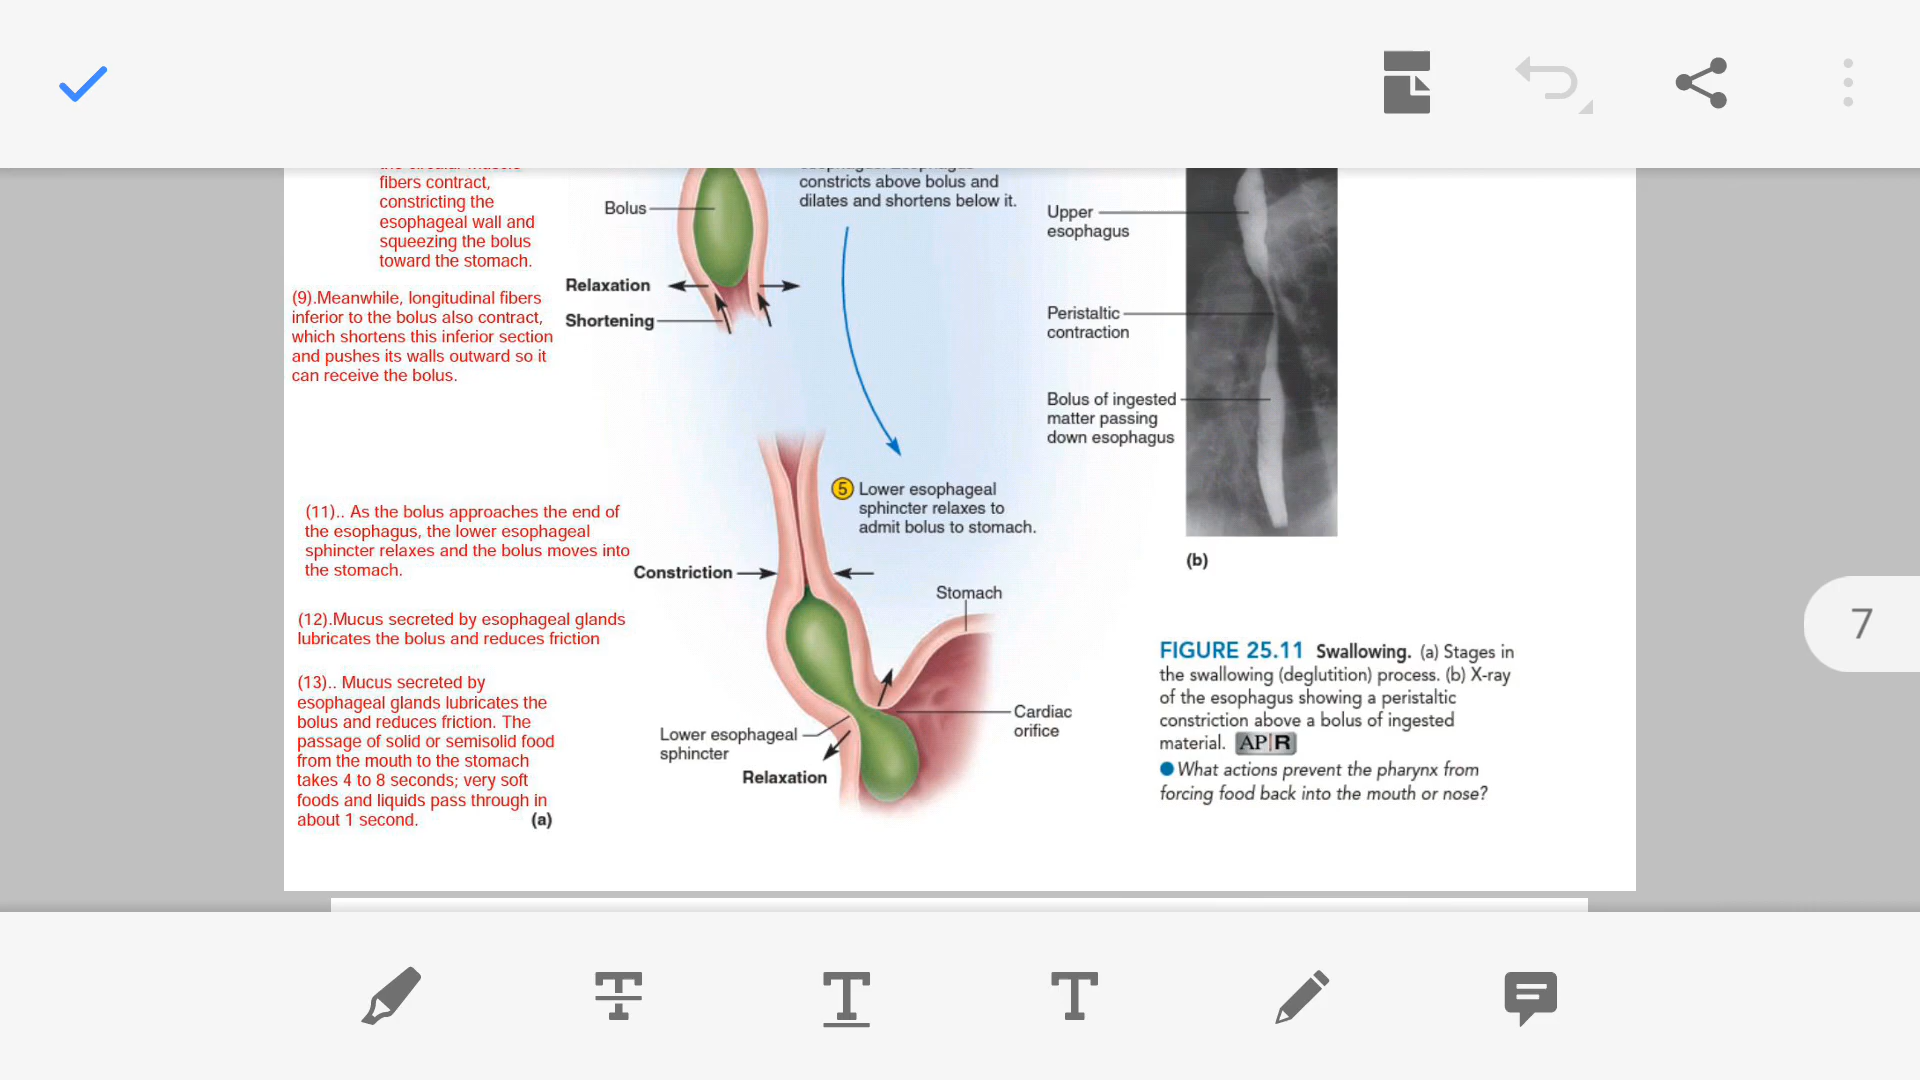 fibers contract,
constricting the
esophageal wall and
squeezing the bolus
toward the stomach.
(9).Meanwhile, longitudinal fibers
inferior to the bolus also contract,
which shortens this inferior section
and pushes its walls outward so it
can receive the bolus.
Bolus
constricts above bolus and
dilates and shortens below it.
Relaxation
Shortening
Upper
esophagus
Peristaltic
contraction
Bolus of ingested
matter passing
down esophagus
(b)
(11).. As the bolus approaches the end of
the esophagus, the lower esophageal
sphincter relaxes and the bolus moves into
the stomach.
5 Lower esophageal
sphincter relaxes to
admit bolus to stomach.
Constriction
Stomach
(12).Mucus secreted by esophageal glands
lubricates the bolus and reduces friction
(13).. Mucus secreted by
esophageal glands lubricates the
bolus and reduces friction. The
passage of solid or semisolid food
from the mouth to the stomach
takes 4 to 8 seconds; very soft
foods and liquids pass through in
about 1 second.
(a)
Lower esophageal
sphincter
Relaxation
Cardiac
orifice
FIGURE 25.11 Swallowing. (a) Stages in
the swallowing (deglutition) process. (b) X-ray
of the esophagus showing a peristaltic
constriction above a bolus of ingested
material. AP|R
What actions prevent the pharynx from
forcing food back into the mouth or nose?
7